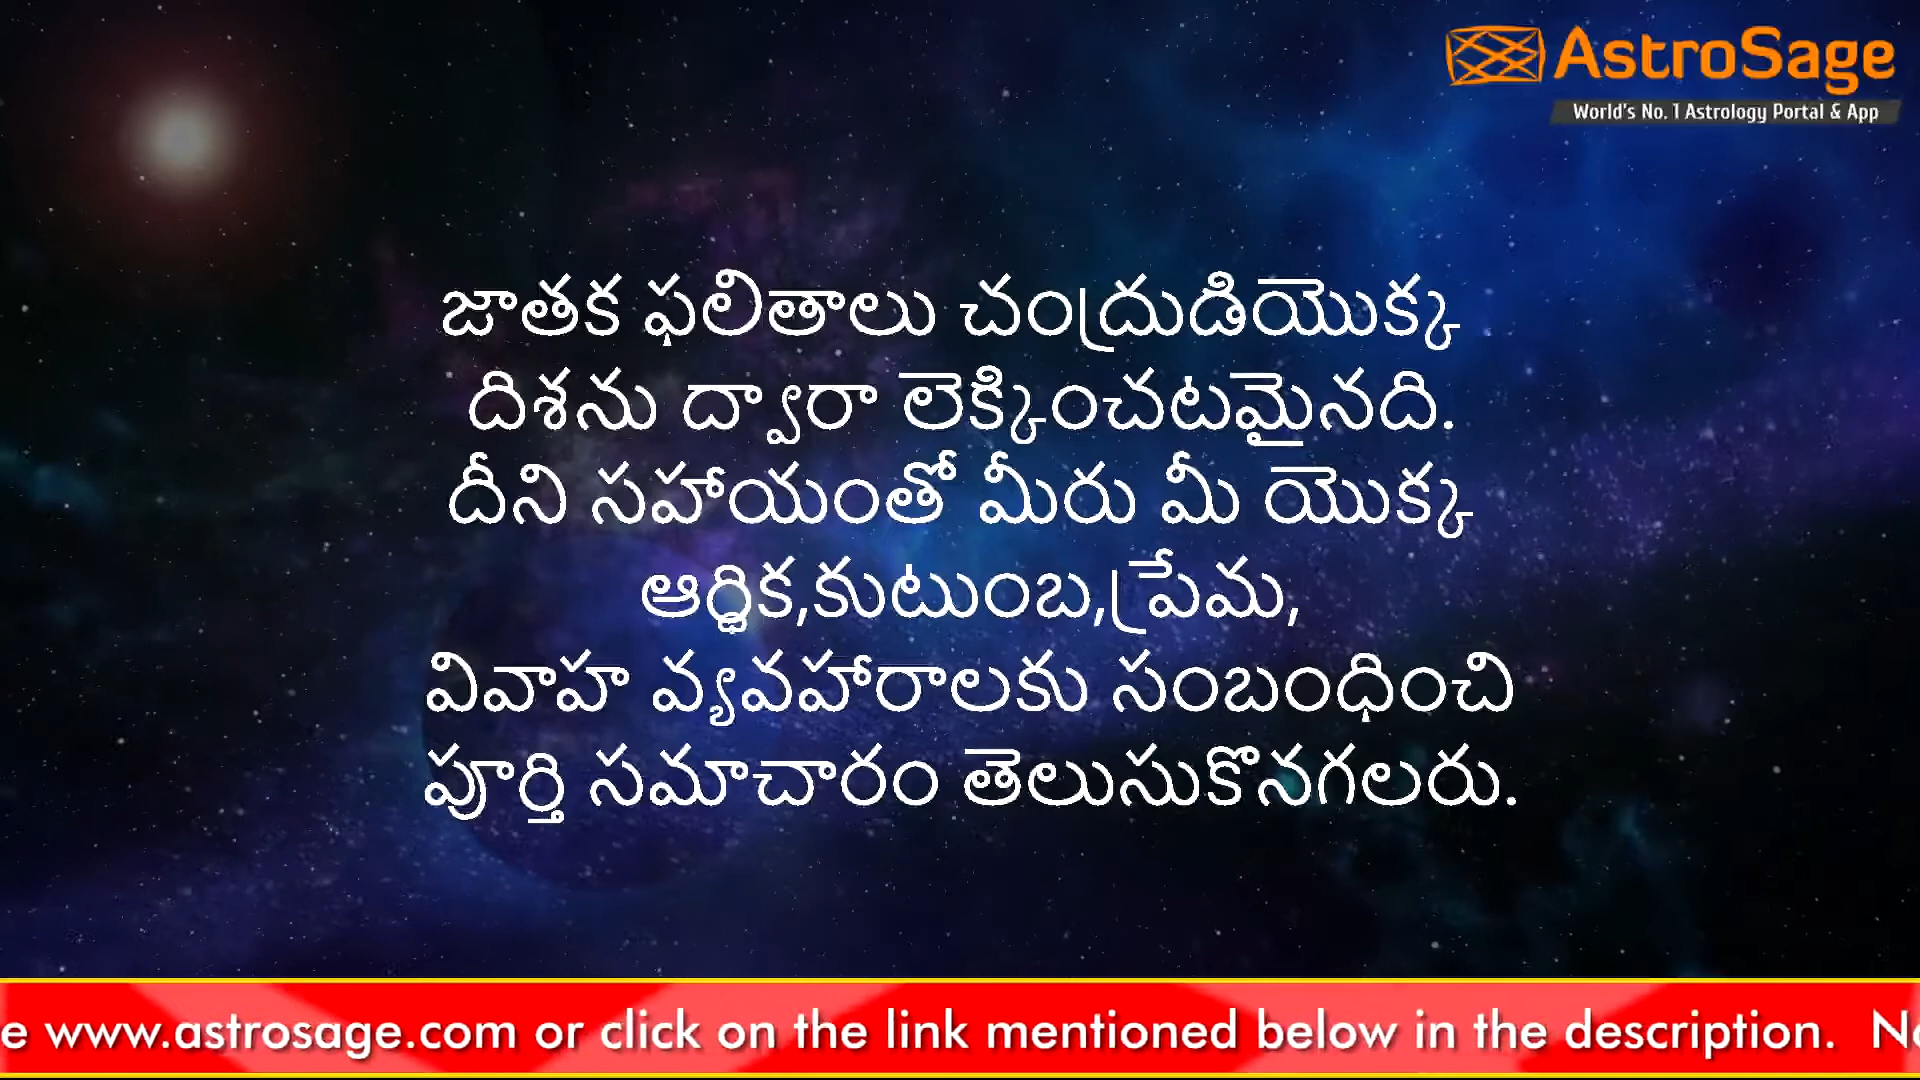 AstroSage
World's No. 1 Astrology Portal & App
జాతక ఫలితాలు చంద్రుడియొక్క
దిశను ద్వారా లెక్కించటమైనది.
దీని సహాయంతో మీరు మీ యొక్క
ఆర్ధిక,కుటుంబ,ప్రేమ,
వివాహ వ్యవహారాలకు సంబంధించి
పూర్తి సమాచారం తెలుసుకొనగలరు.
www.astrosage.com or click on the link mentioned below in the description.